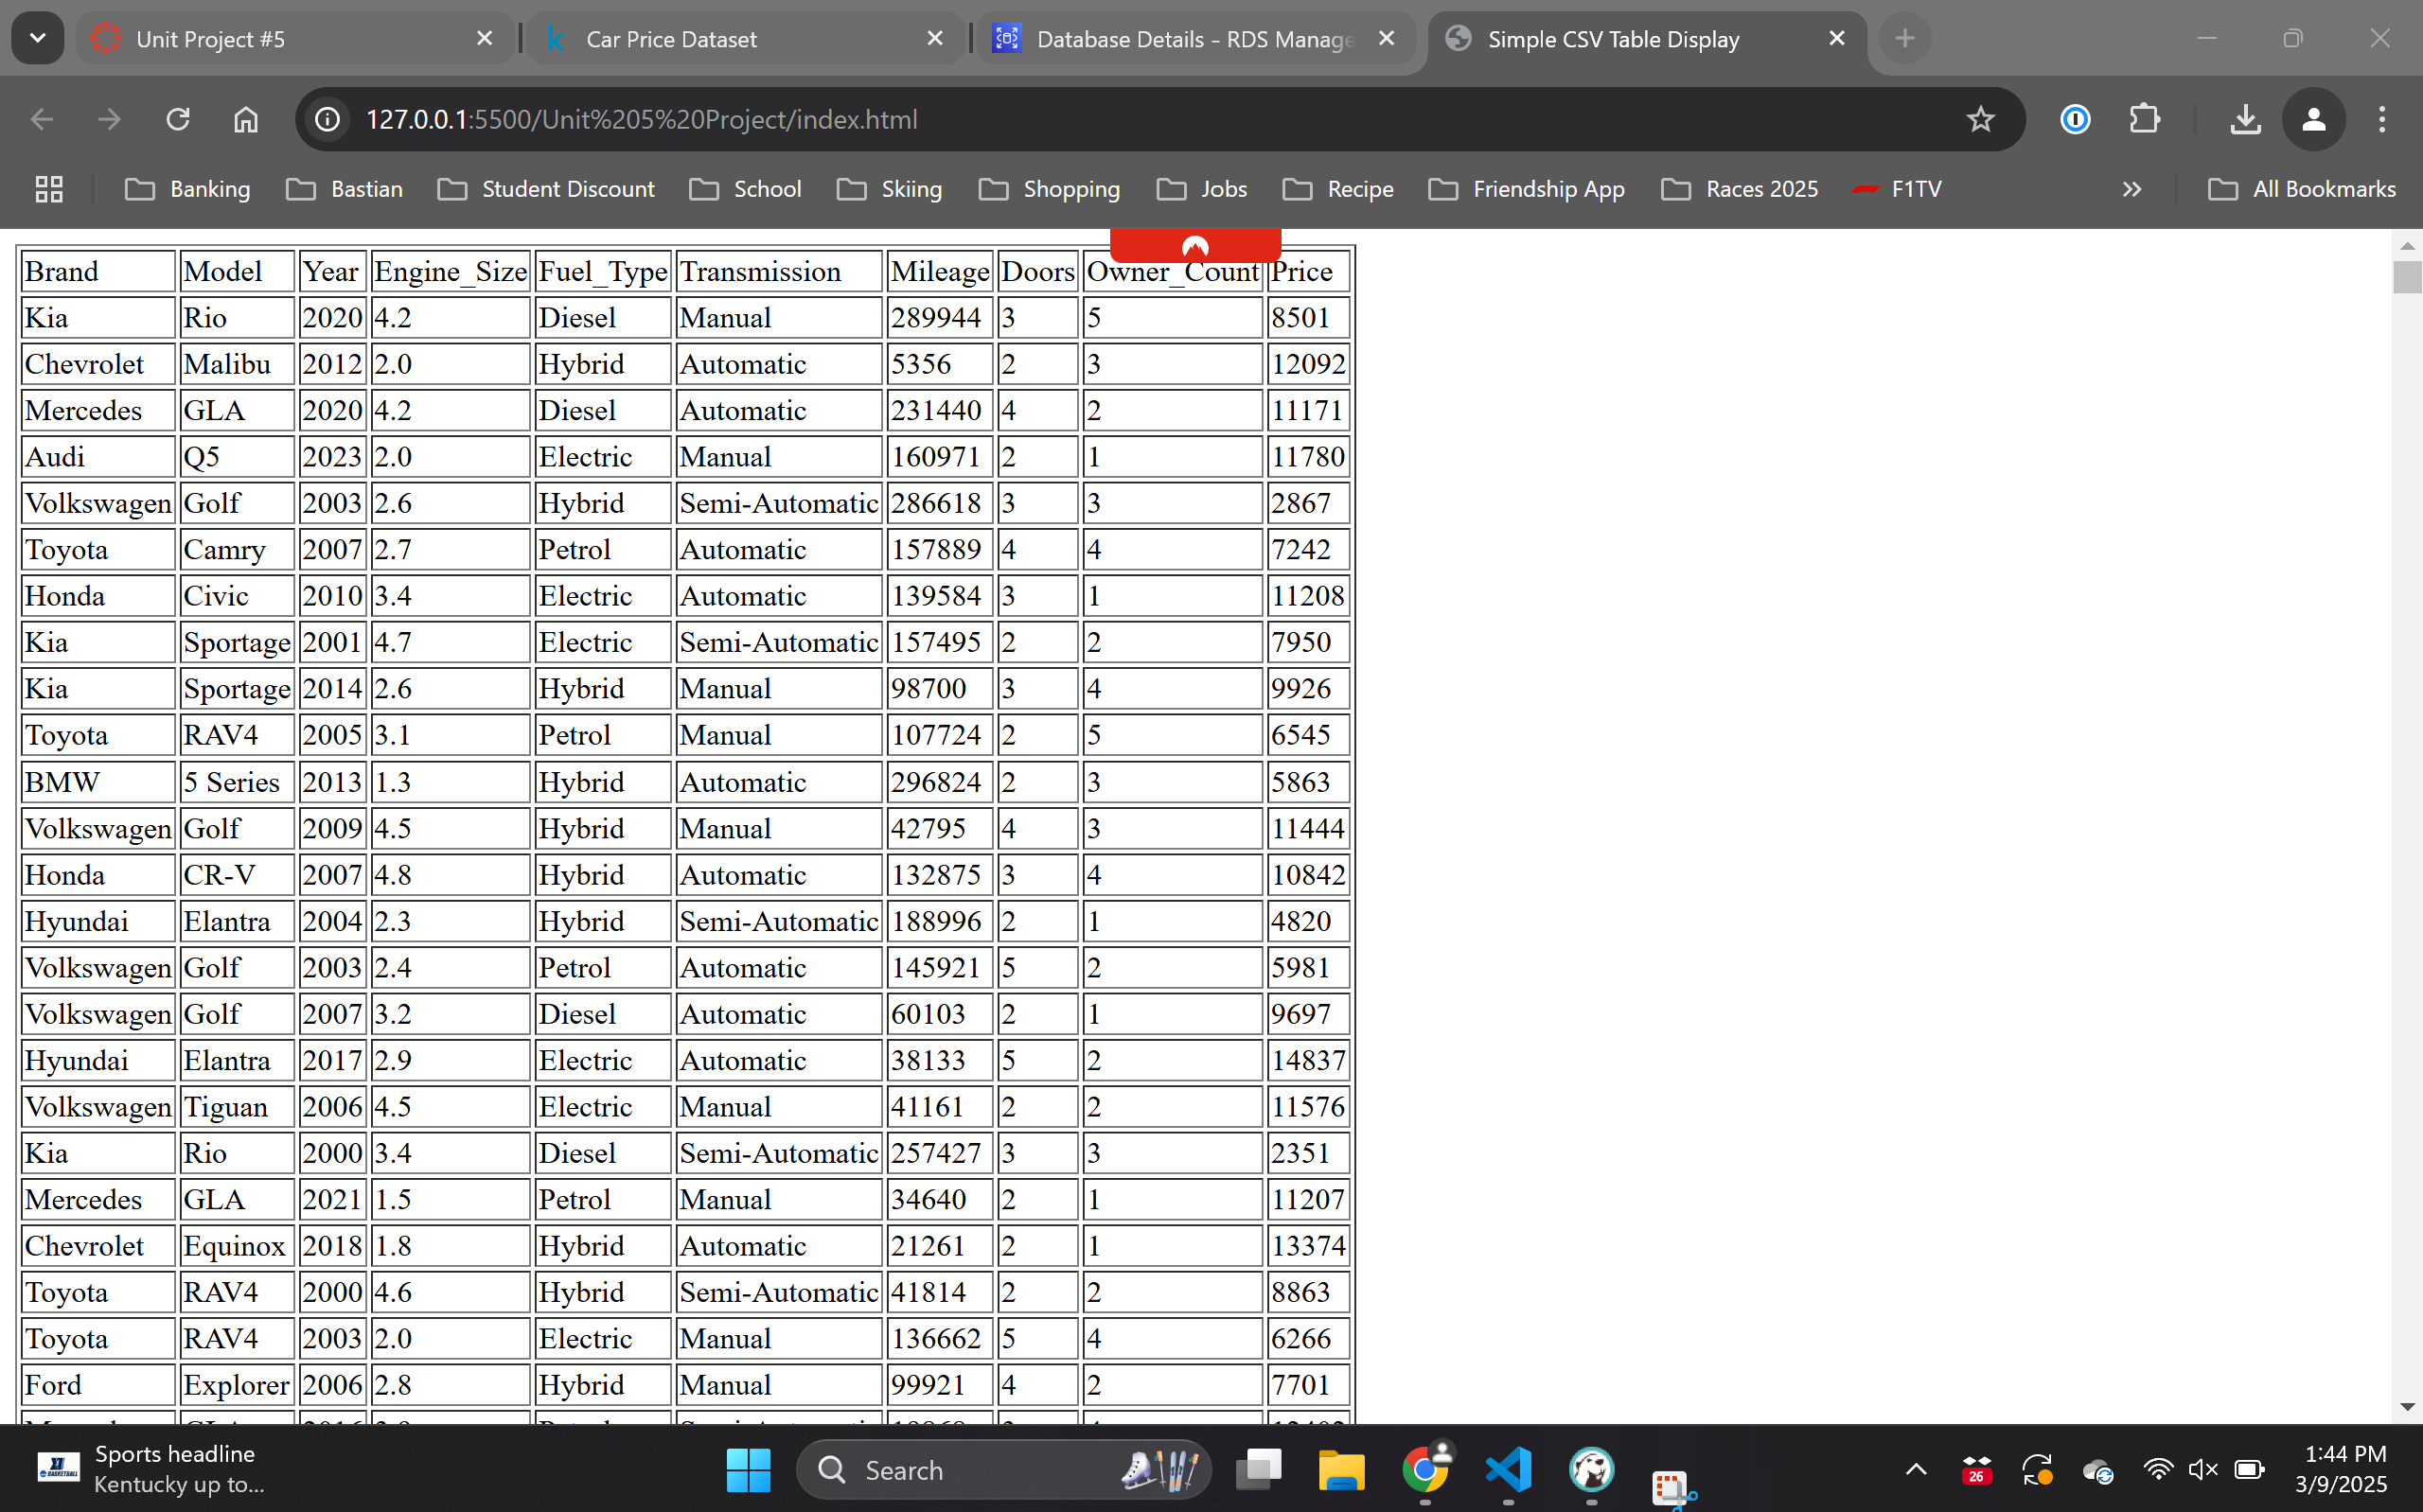 Unit Project #5
Car Price Dataset
Database Details - RDS Manage
Simple CSV Table Display
127.0.0.1:5500/Unit%205%20Project/index.html
Banking Bastian Student Discount School Skiing Shopping Jobs Recipe Friendship App Races 2025 F1TV All Bookmarks
Brand Model Year Engine_Size Fuel_Type Transmission Mileage Doors Owner_Count Price
Kia Rio 2020 4.2 Diesel Manual 289944 3 5 8501
Chevrolet Malibu 2012 2.0 Hybrid Automatic 5356 2 3 12092
Mercedes GLA 2020 4.2 Diesel Automatic 231440 4 2 11171
Audi Q5 2023 2.0 Electric Manual 160971 2 1 11780
Volkswagen Golf 2003 2.6 Hybrid Semi-Automatic 286618 3 3 2867
Toyota Camry 2007 2.7 Petrol Automatic 157889 4 4 7242
Honda Civic 2010 3.4 Electric Automatic 139584 3 1 11208
Kia Sportage 2001 4.7 Electric Semi-Automatic 157495 2 2 7950
Kia Sportage 2014 2.6 Hybrid Manual 98700 3 4 9926
Toyota RAV4 2005 3.1 Petrol Manual 107724 2 5 6545
BMW 5 Series 2013 1.3 Hybrid Automatic 296824 2 3 5863
Volkswagen Golf 2009 4.5 Hybrid Manual 42795 4 3 11444
Honda CR-V 2007 4.8 Hybrid Automatic 132875 3 4 10842
Hyundai Elantra 2004 2.3 Hybrid Semi-Automatic 188996 2 1 4820
Volkswagen Golf 2003 2.4 Petrol Automatic 145921 5 2 5981
Volkswagen Golf 2007 3.2 Diesel Automatic 60103 2 1 9697
Hyundai Elantra 2017 2.9 Electric Automatic 38133 5 2 14837
Volkswagen Tiguan 2006 4.5 Electric Manual 41161 2 2 11576
Kia Rio 2000 3.4 Diesel Semi-Automatic 257427 3 3 2351
Mercedes GLA 2021 1.5 Petrol Manual 34640 2 1 11207
Chevrolet Equinox 2018 1.8 Hybrid Automatic 21261 2 1 13374
Toyota RAV4 2000 4.6 Hybrid Semi-Automatic 41814 2 2 8863
Toyota RAV4 2003 2.0 Electric Manual 136662 5 4 6266
Ford Explorer 2006 2.8 Hybrid Manual 99921 4 2 7701
Sports headline
Kentucky up to...
Search
26
1:44 PM
3/9/2025